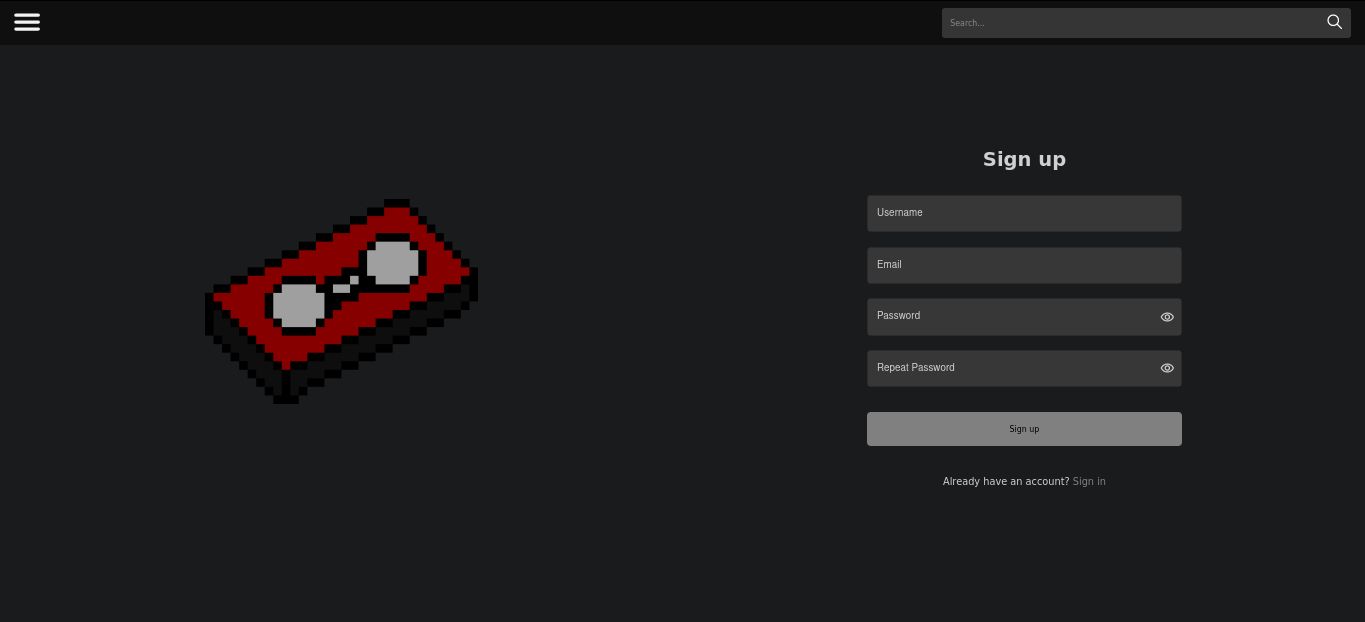 Search...
Sign up
Username
Email
Password
Repeat Password
Sign up
Already have an account? Sign in